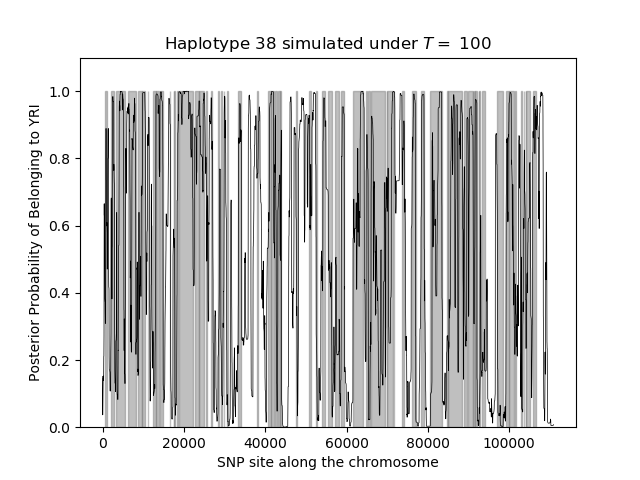 Haplotype 38 simulated under T = 100
Posterior Probability of Belonging to YRI
1.0
0.8
0.6
0.4
0.2
0.0
0 20000 40000 60000 80000 100000
SNP site along the chromosome